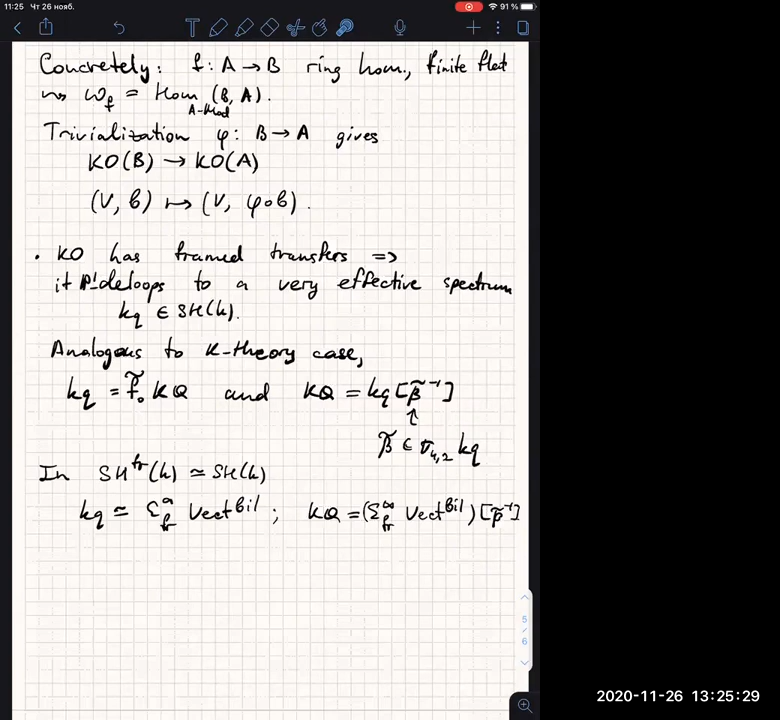 11:25 Чт 26 нояб.
91 %
Concretely: f: A → B ring hom., finite flat
⇝ ω_f = Hom_{A-Mod} (B, A).
Trivialization φ: B → A gives
KO(B) → KO(A)
(V, b) ↦ (V, φ∘b).
• KO has framed transfers ⇒
it P¹ deloops to a very effective spectrum
kq ∈ SH(k).
Analogous to K-theory case,
kq = f̃₀ KQ and KQ = kq[β̃⁻¹]
↑
β̃ ∈ π_{4,2} kq
In SH^{fr}(k) ≃ SH(k)
kq ≃ Σ^∞_{fr} Vect^{bil}; KQ = (Σ^∞_{fr} Vect^{bil})[β̃⁻¹]
5
/
6
2020-11-26 13:25:29